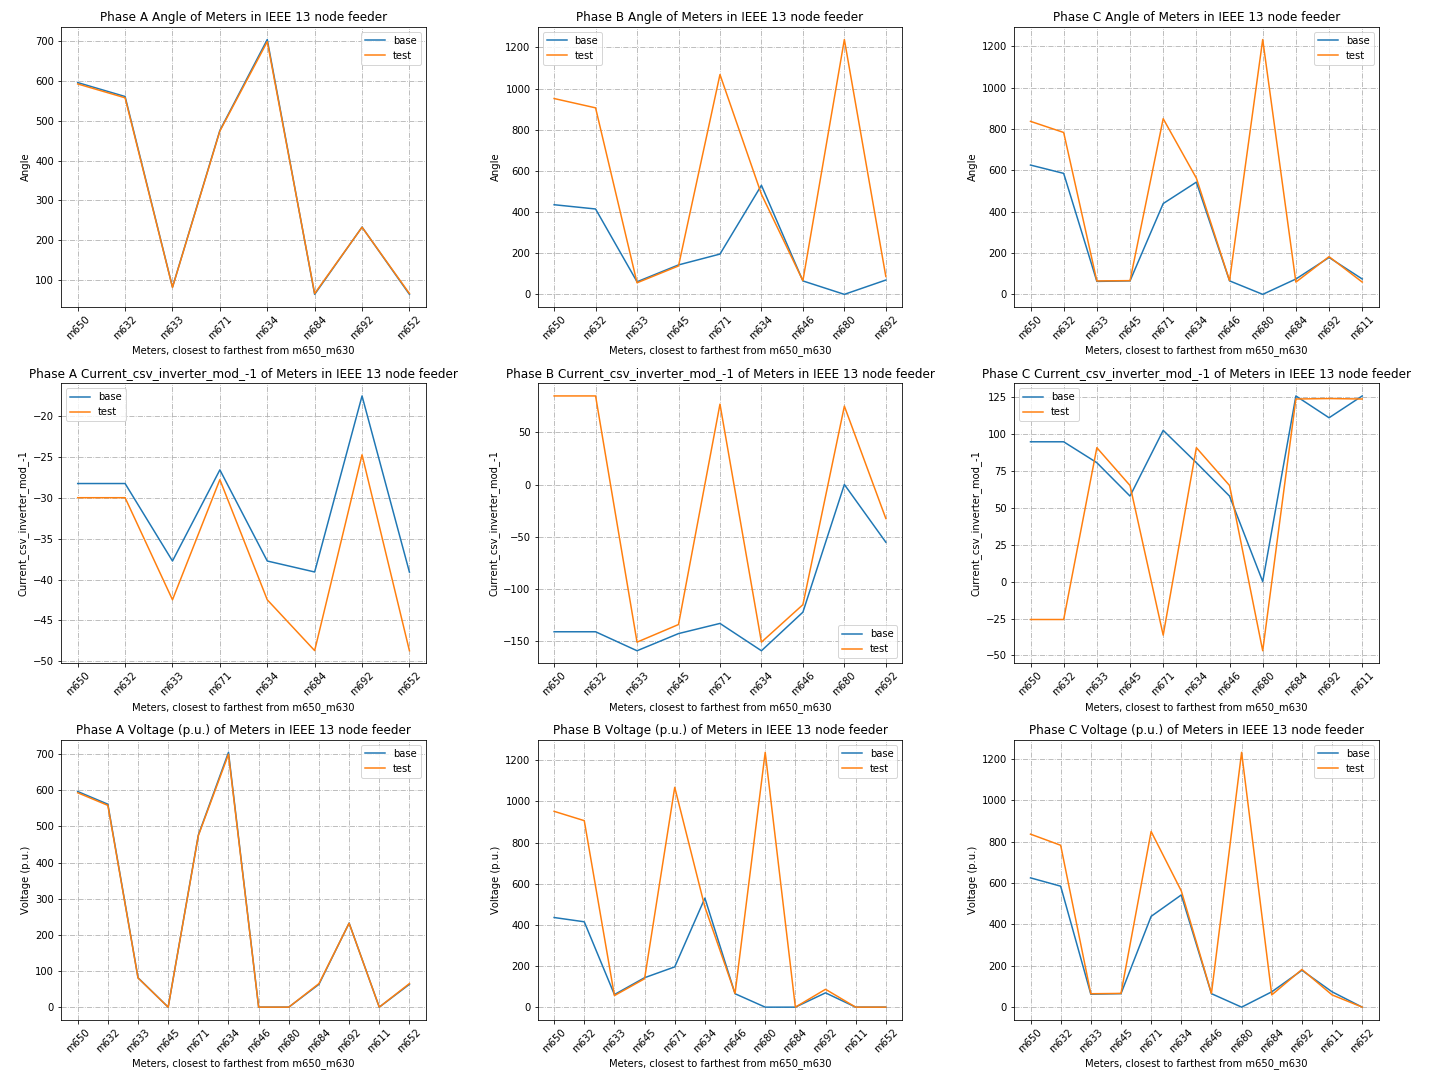 Phase A Angle of Meters in IEEE 13 node feeder
base
test
700
600
500
400
300
200
100
Angle
m650
m632
m633
m671
m634
m684
m692
m652
Meters, closest to farthest from m650_m630
Phase B Angle of Meters in IEEE 13 node feeder
base
test
1200
1000
800
600
400
200
0
Angle
m650
m632
m633
m645
m671
m634
m646
m680
m692
Meters, closest to farthest from m650_m630
Phase C Angle of Meters in IEEE 13 node feeder
base
test
1200
1000
800
600
400
200
0
Angle
m650
m632
m633
m645
m671
m634
m646
m680
m684
m692
m611
Meters, closest to farthest from m650_m630
Phase A Current_csv_inverter_mod_-1 of Meters in IEEE 13 node feeder
base
test
−20
−25
−30
−35
−40
−45
−50
Current_csv_inverter_mod_-1
m650
m632
m633
m671
m634
m684
m692
m652
Meters, closest to farthest from m650_m630
Phase B Current_csv_inverter_mod_-1 of Meters in IEEE 13 node feeder
base
test
50
0
−50
−100
−150
Current_csv_inverter_mod_-1
m650
m632
m633
m645
m671
m634
m646
m680
m692
Meters, closest to farthest from m650_m630
Phase C Current_csv_inverter_mod_-1 of Meters in IEEE 13 node feeder
base
test
125
100
75
50
25
0
−25
−50
Current_csv_inverter_mod_-1
m650
m632
m633
m645
m671
m634
m646
m680
m684
m692
m611
Meters, closest to farthest from m650_m630
Phase A Voltage (p.u.) of Meters in IEEE 13 node feeder
base
test
700
600
500
400
300
200
100
0
Voltage (p.u.)
m650
m632
m633
m645
m671
m634
m646
m680
m684
m692
m611
m652
Meters, closest to farthest from m650_m630
Phase B Voltage (p.u.) of Meters in IEEE 13 node feeder
base
test
1200
1000
800
600
400
200
0
Voltage (p.u.)
m650
m632
m633
m645
m671
m634
m646
m680
m684
m692
m611
m652
Meters, closest to farthest from m650_m630
Phase C Voltage (p.u.) of Meters in IEEE 13 node feeder
base
test
1200
1000
800
600
400
200
0
Voltage (p.u.)
m650
m632
m633
m645
m671
m634
m646
m680
m684
m692
m611
m652
Meters, closest to farthest from m650_m630